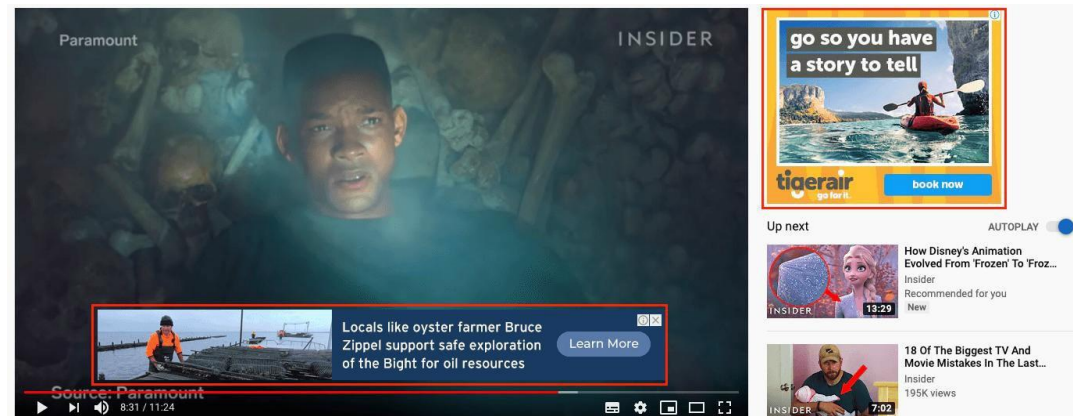 Paramount
INSIDER
Locals like oyster farmer Bruce
Zippel support safe exploration
of the Bight for oil resources
Learn More
Source: Paramount
8:31 / 11:24
go so you have
a story to tell
tigerair
go for it.
book now
Up next
AUTOPLAY
How Disney's Animation
Evolved From 'Frozen' To 'Froz...
Insider
Recommended for you
New
INSIDER
13:29
18 Of The Biggest TV And
Movie Mistakes In The Last...
Insider
195K views
INSIDER
7:02